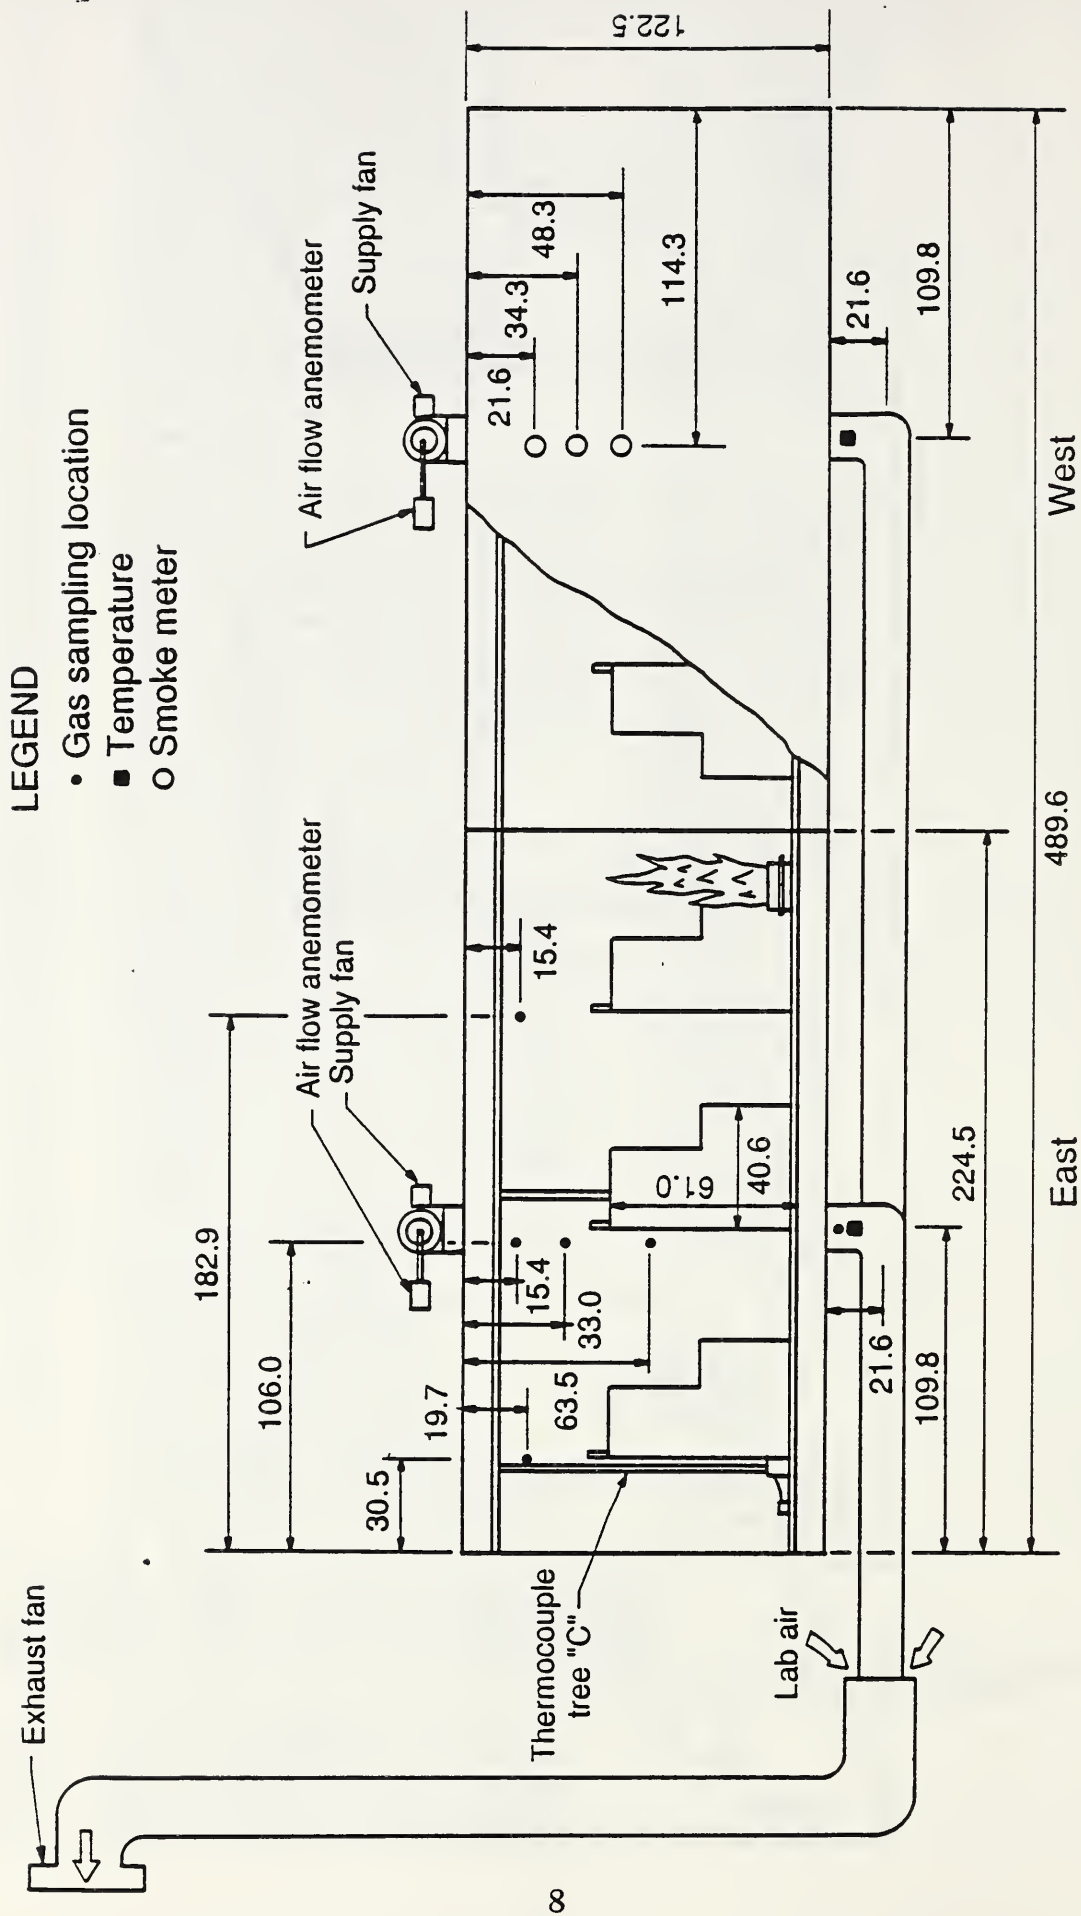 LEGEND
• Gas sampling location
■ Temperature
O Smoke meter
Exhaust fan
182.9
106.0
30.5
Air flow anemometer
Supply fan
Air flow anemometer
Supply fan
19.7
63.5
33.0
15.4
15.4
21.6
34.3
48.3
122.5
114.3
Thermocouple
tree "C"
61.0
40.6
Lab air
21.6
109.8
21.6
109.8
224.5
489.6
East
West
8